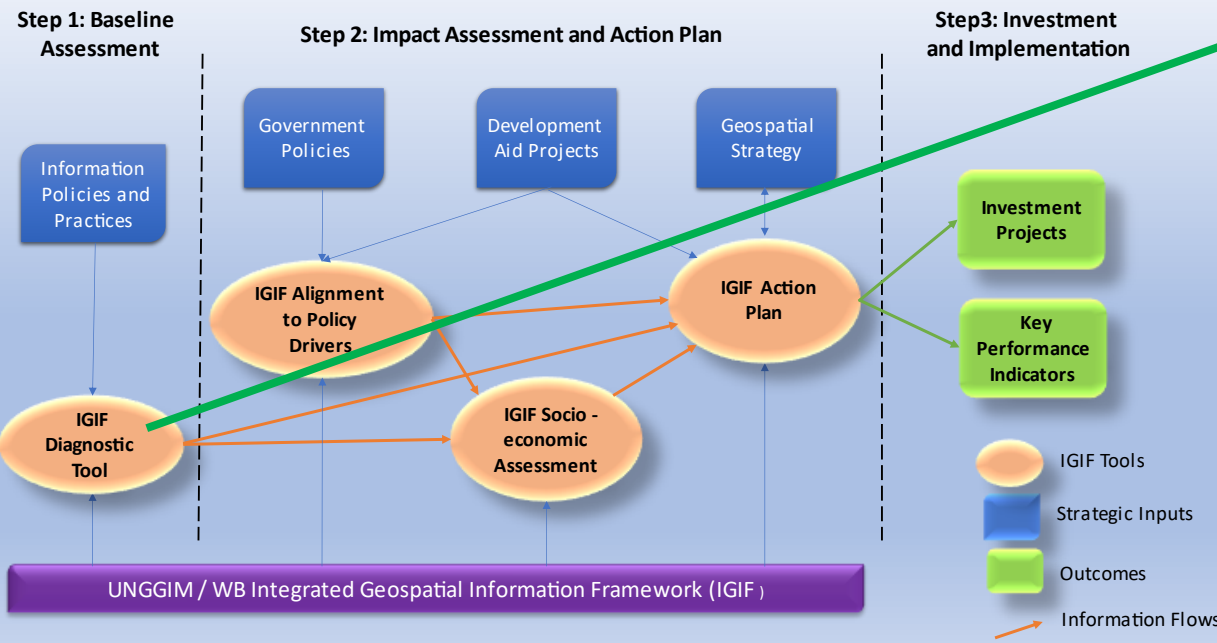 Step 1: Baseline
Assessment
Step 2: Impact Assessment and Action Plan
Step3: Investment
and Implementation
Information
Policies and
Practices
Government
Policies
Development
Aid Projects
Geospatial
Strategy
IGIF Alignment
to Policy
Drivers
IGIF Action
Plan
Investment
Projects
Key
Performance
Indicators
IGIF
Diagnostic
Tool
IGIF Socio -
economic
Assessment
IGIF Tools
Strategic Inputs
Outcomes
Information Flows
UNGGIM / WB Integrated Geospatial Information Framework (IGIF )